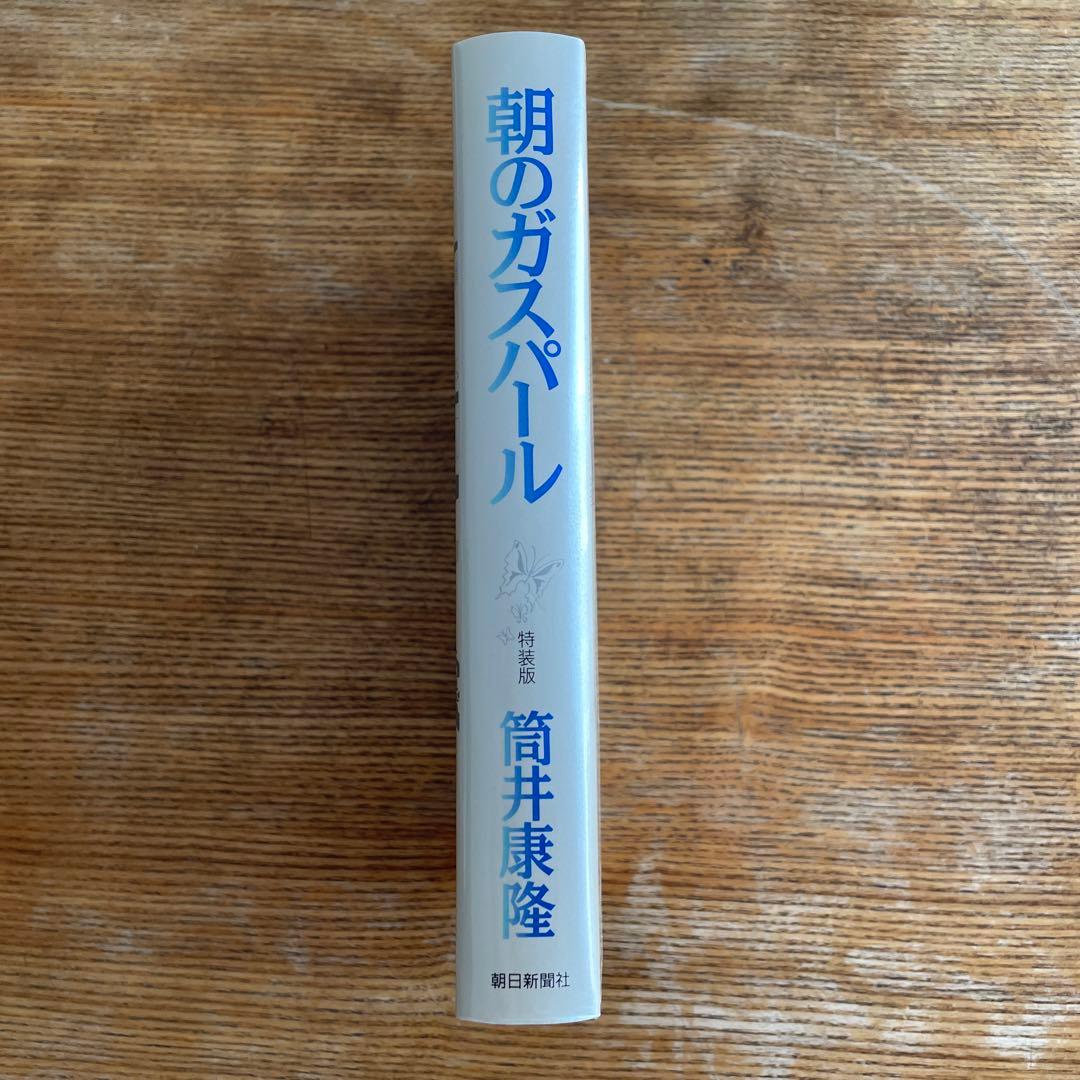 朝のガスパール
特装版
筒井康隆
朝日新聞社